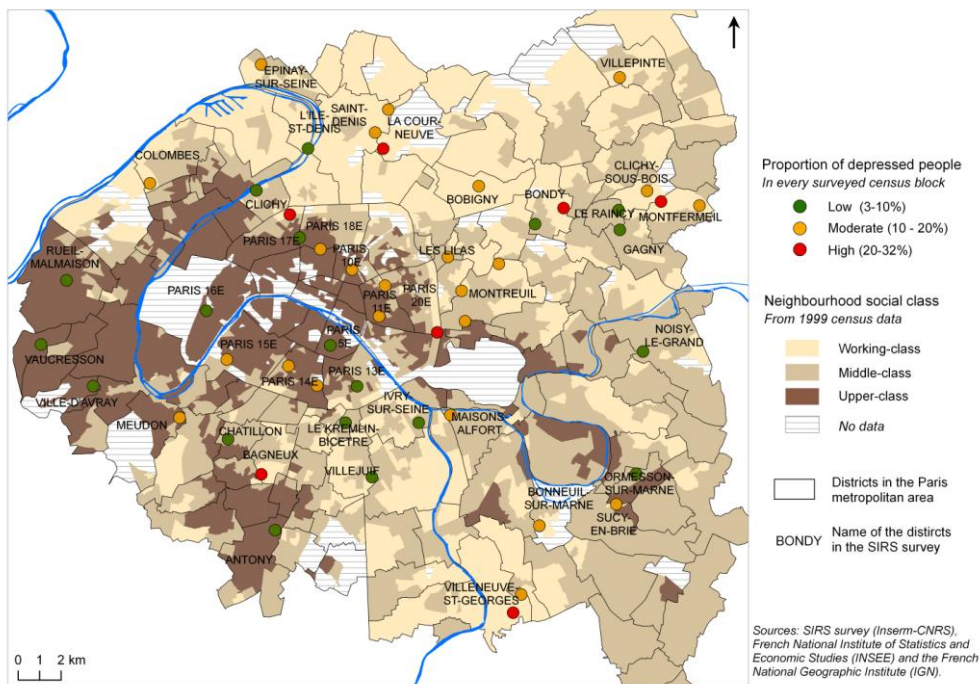 EPINAY-
SUR-SEINE
VILLEPINTE
SAINT-
DENIS
L'ILE-
ST-DENIS
LA COUR-
NEUVE
COLOMBES
CLICHY-
SOUS-BOIS
BOBIGNY
BONDY
LE RAINCY
MONTFERMEIL
CLICHY
GAGNY
PARIS 18E
PARIS 17E
PARIS
10E
LES LILAS
RUEIL-
MALMAISON
PARIS 16E
PARIS
11E
PARIS
20E
MONTREUIL
NOISY-
LE-GRAND
PARIS
5E
PARIS 15E
VAUCRESSON
PARIS 14E
PARIS 13E
VILLE-D'AVRAY
IVRY
SUR-SEINE
MAISONS-
ALFORT
MEUDON
CHATILLON
LE KREMLIN-
BICETRE
BAGNEUX
VILLEJUIF
ORMESSON-
SUR-MARNE
BONNEUIL-
SUR-MARNE
SUCY-
EN-BRIE
ANTONY
VILLENEUVE-
ST-GEORGES
0 1 2 km
Proportion of depressed people
In every surveyed census block
Low (3-10%)
Moderate (10 - 20%)
High (20-32%)
Neighbourhood social class
From 1999 census data
Working-class
Middle-class
Upper-class
No data
Districts in the Paris
metropolitan area
BONDY
Name of the distircts
in the SIRS survey
Sources: SIRS survey (Inserm-CNRS),
French National Institute of Statistics and
Economic Studies (INSEE) and the French
National Geographic Institute (IGN).